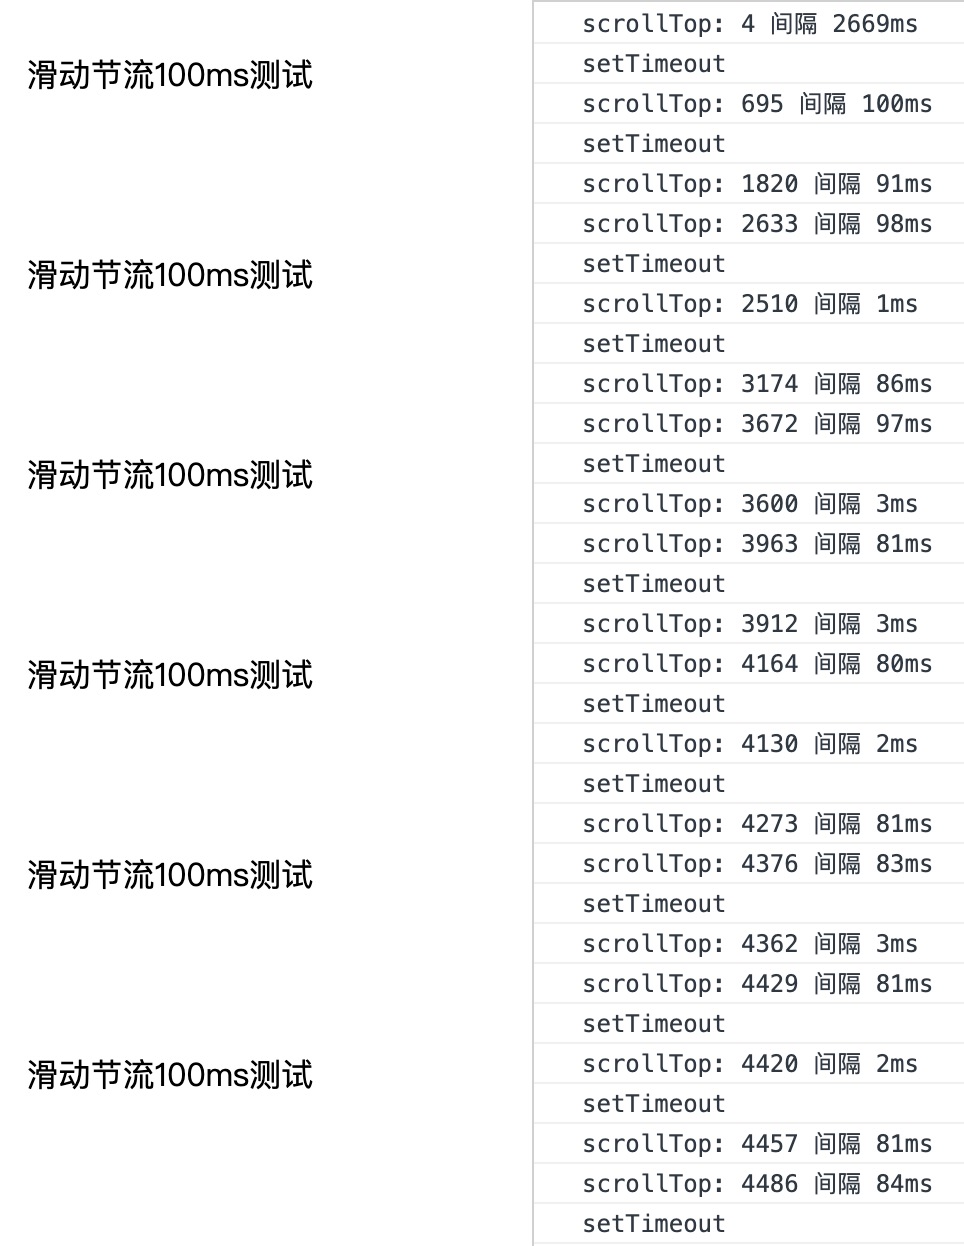 滑动节流100ms测试
滑动节流100ms测试
滑动节流100ms测试
滑动节流100ms测试
滑动节流100ms测试
滑动节流100ms测试
scrollTop: 4 间隔 2669ms
setTimeout
scrollTop: 695 间隔 100ms
setTimeout
scrollTop: 1820 间隔 91ms
scrollTop: 2633 间隔 98ms
setTimeout
scrollTop: 2510 间隔 1ms
setTimeout
scrollTop: 3174 间隔 86ms
scrollTop: 3672 间隔 97ms
setTimeout
scrollTop: 3600 间隔 3ms
scrollTop: 3963 间隔 81ms
setTimeout
scrollTop: 3912 间隔 3ms
scrollTop: 4164 间隔 80ms
setTimeout
scrollTop: 4130 间隔 2ms
setTimeout
scrollTop: 4273 间隔 81ms
scrollTop: 4376 间隔 83ms
setTimeout
scrollTop: 4362 间隔 3ms
scrollTop: 4429 间隔 81ms
setTimeout
scrollTop: 4420 间隔 2ms
setTimeout
scrollTop: 4457 间隔 81ms
scrollTop: 4486 间隔 84ms
setTimeout